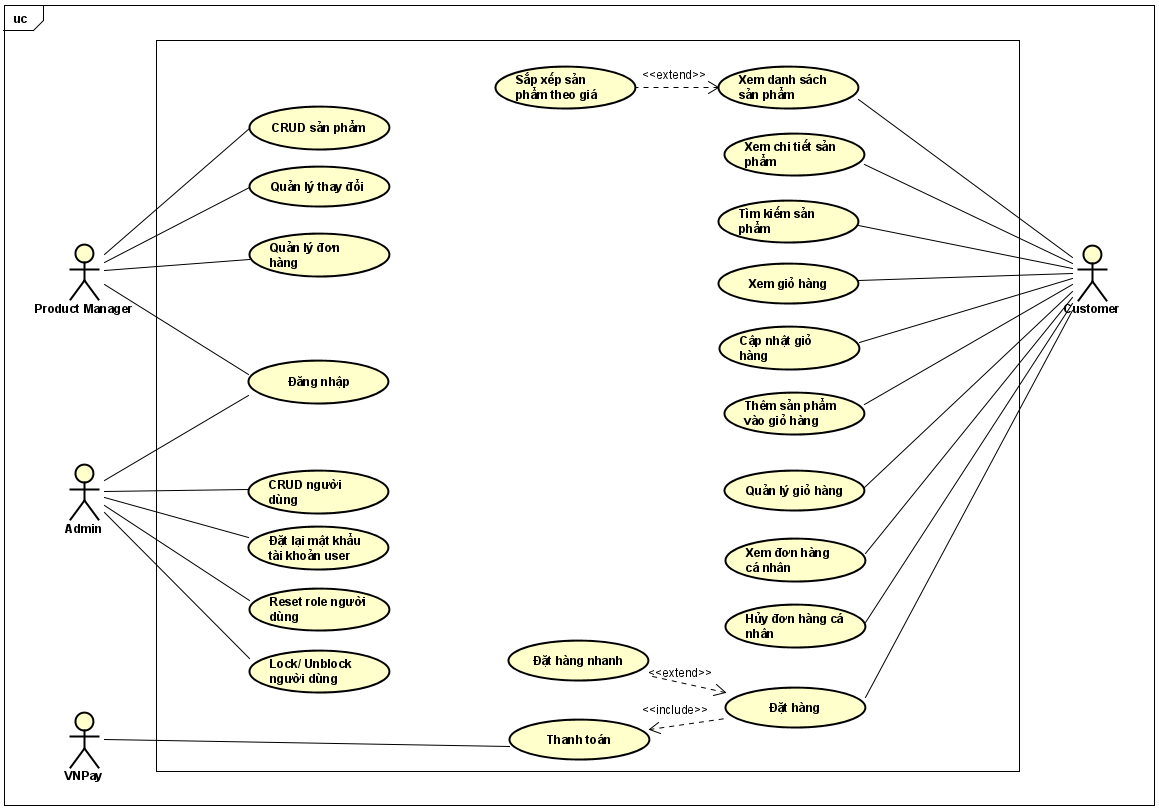 uc
Sắp xếp sản
phẩm theo giá
<<extend>>
Xem danh sách
sản phẩm
CRUD sản phẩm
Xem chi tiết sản
phẩm
Quản lý thay đổi
Tìm kiếm sản
phẩm
Quản lý đơn
hàng
Xem giỏ hàng
Product Manager
Customer
Cập nhật giỏ
hàng
Đăng nhập
Thêm sản phẩm
vào giỏ hàng
CRUD người
dùng
Quản lý giỏ hàng
Admin
Đặt lại mật khẩu
tài khoản user
Xem đơn hàng
cá nhân
Reset role người
dùng
Hủy đơn hàng cá
nhân
Lock/ Unblock
người dùng
Đặt hàng nhanh
<<extend>>
Đặt hàng
<<include>>
Thanh toán
VNPay